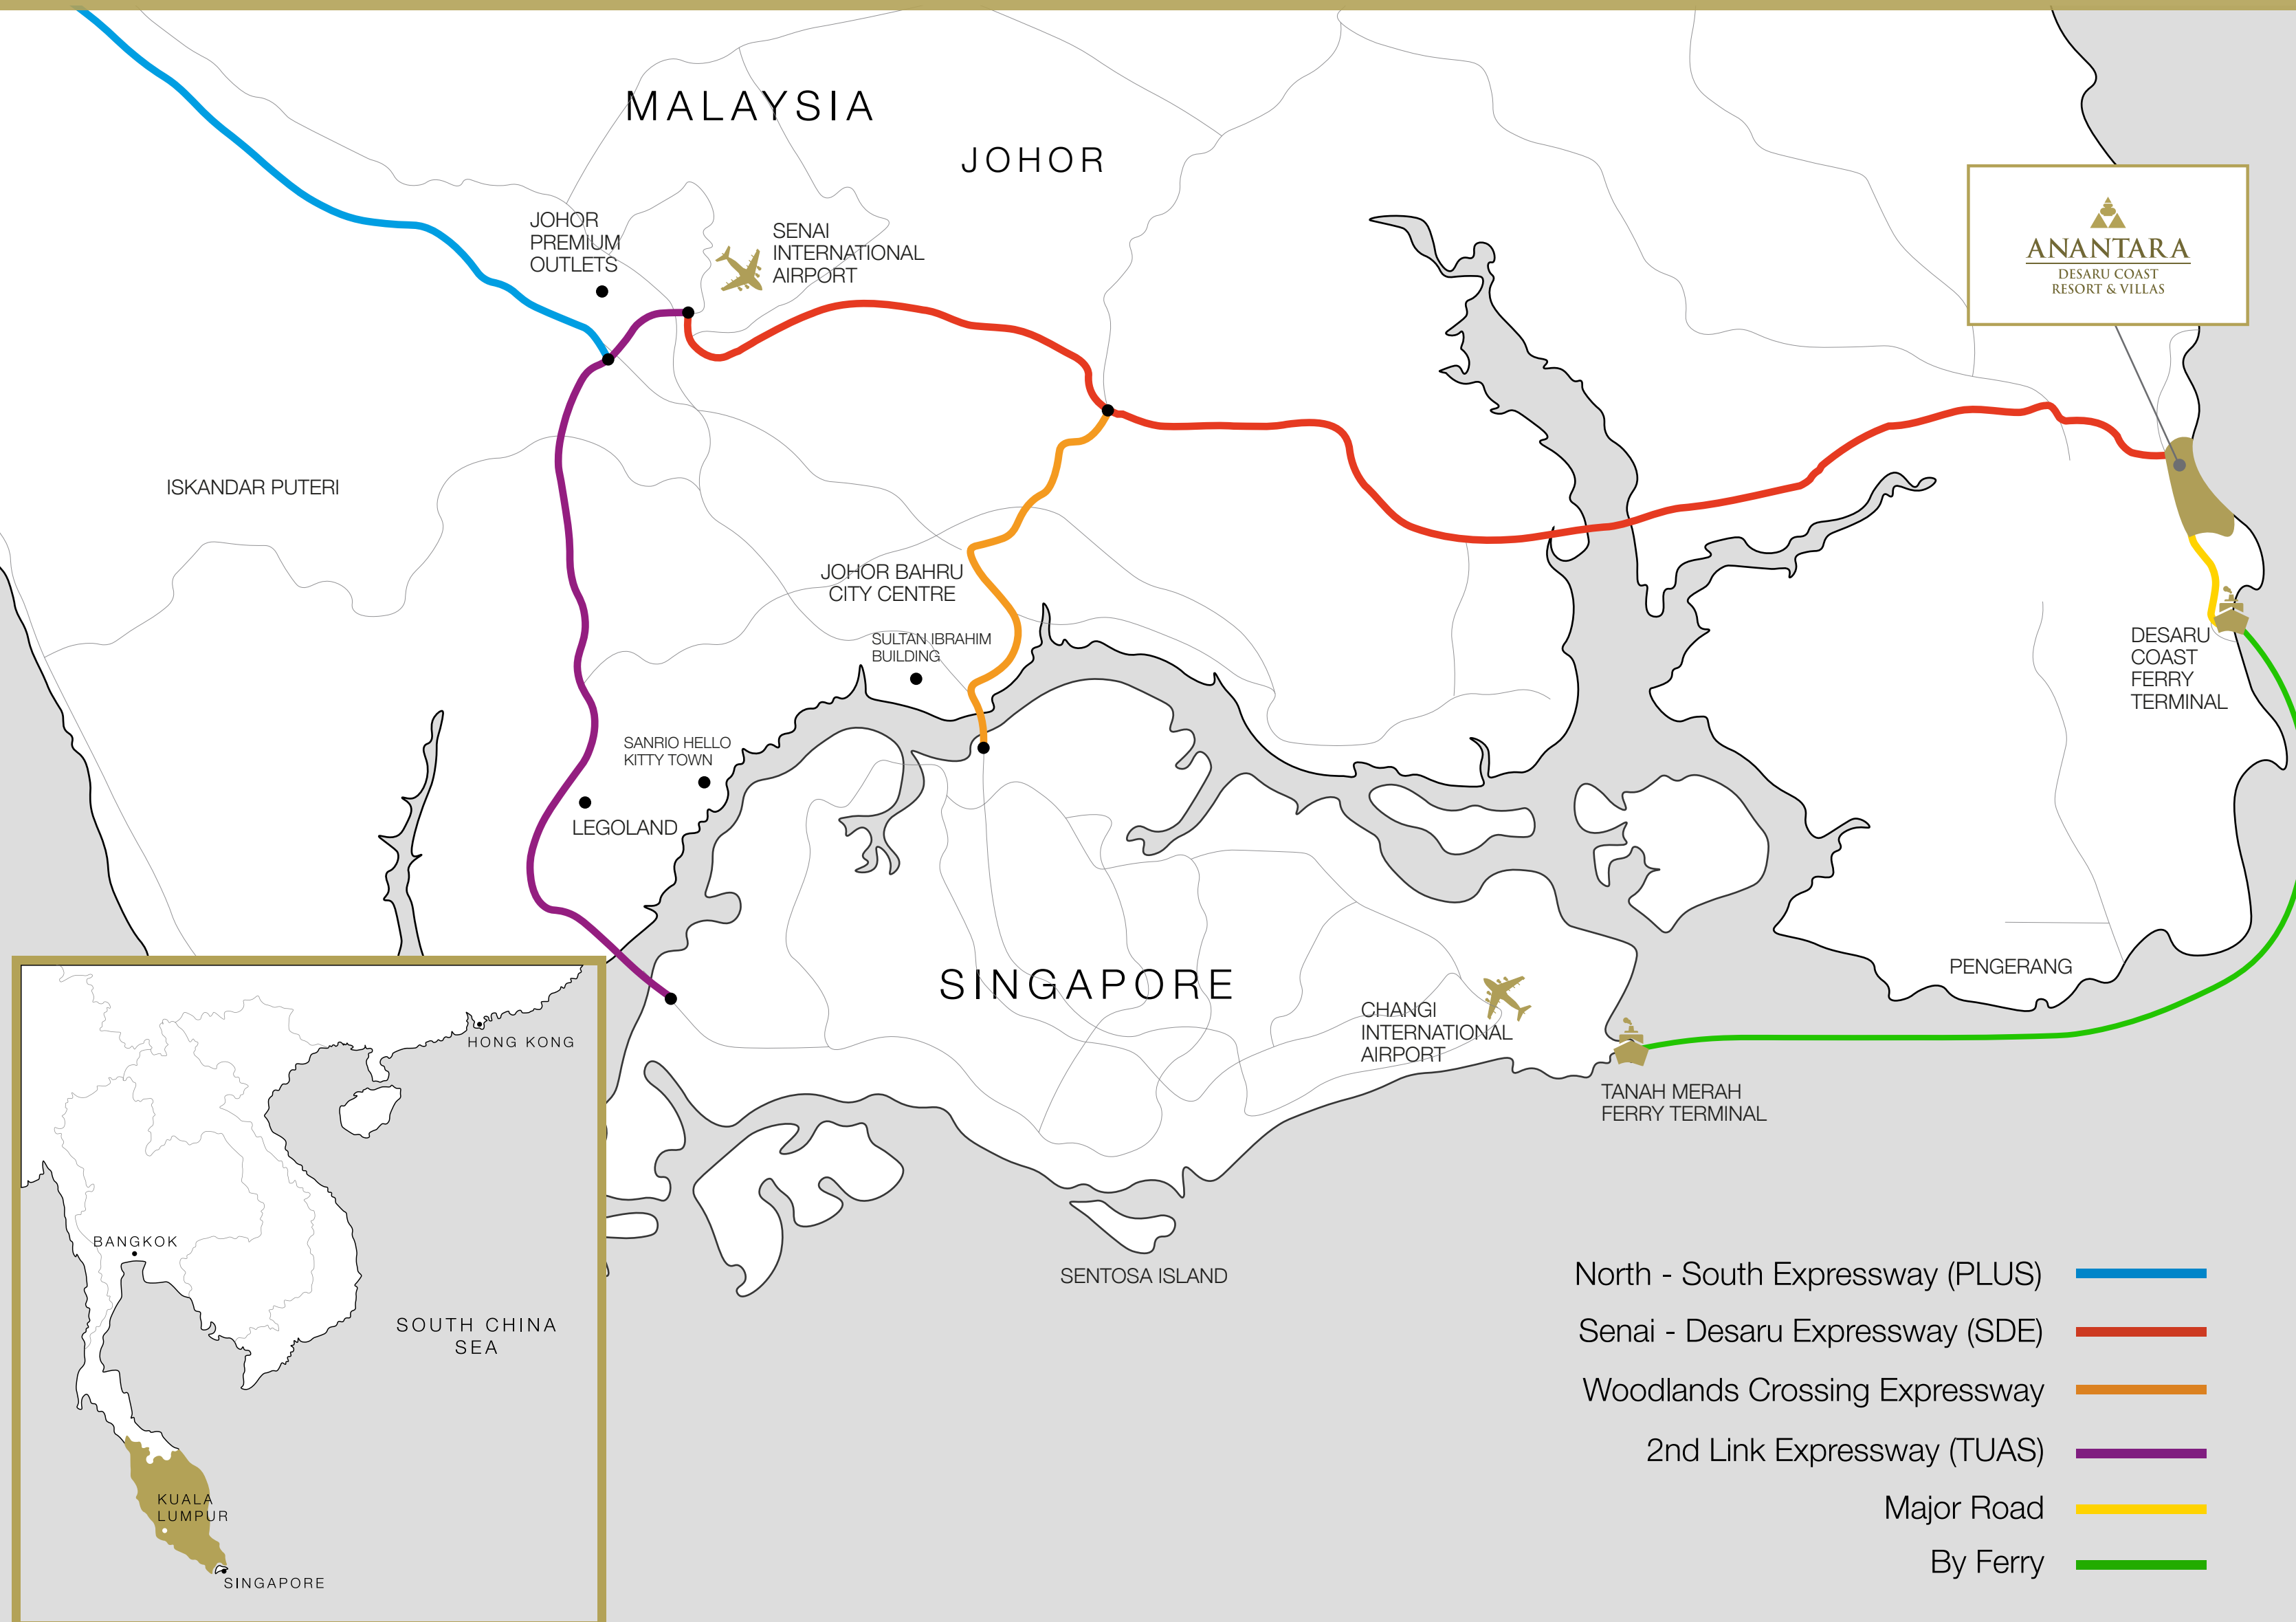 MALAYSIA
JOHOR
JOHOR
PREMIUM
OUTLETS
SENAI
INTERNATIONAL
AIRPORT
ANANTARA
DESARU COAST
RESORT & VILLAS
ISKANDAR PUTERI
JOHOR BAHRU
CITY CENTRE
SULTAN IBRAHIM
BUILDING
DESARU
COAST
FERRY
TERMINAL
SANRIO HELLO
KITTY TOWN
LEGOLAND
SINGAPORE
PENGERANG
CHANGI
INTERNATIONAL
AIRPORT
TANAH MERAH
FERRY TERMINAL
SENTOSA ISLAND
HONG KONG
BANGKOK
SOUTH CHINA
SEA
KUALA
LUMPUR
SINGAPORE
North - South Expressway (PLUS)
Senai - Desaru Expressway (SDE)
Woodlands Crossing Expressway
2nd Link Expressway (TUAS)
Major Road
By Ferry